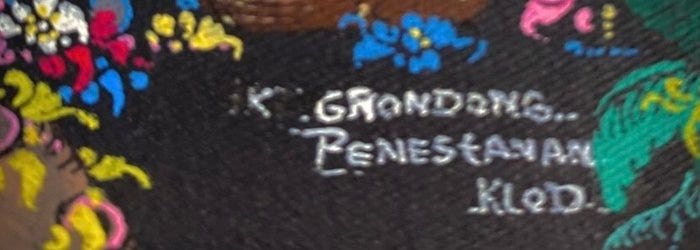 K. GRONDONG..
PENESTANAN
KLOD.